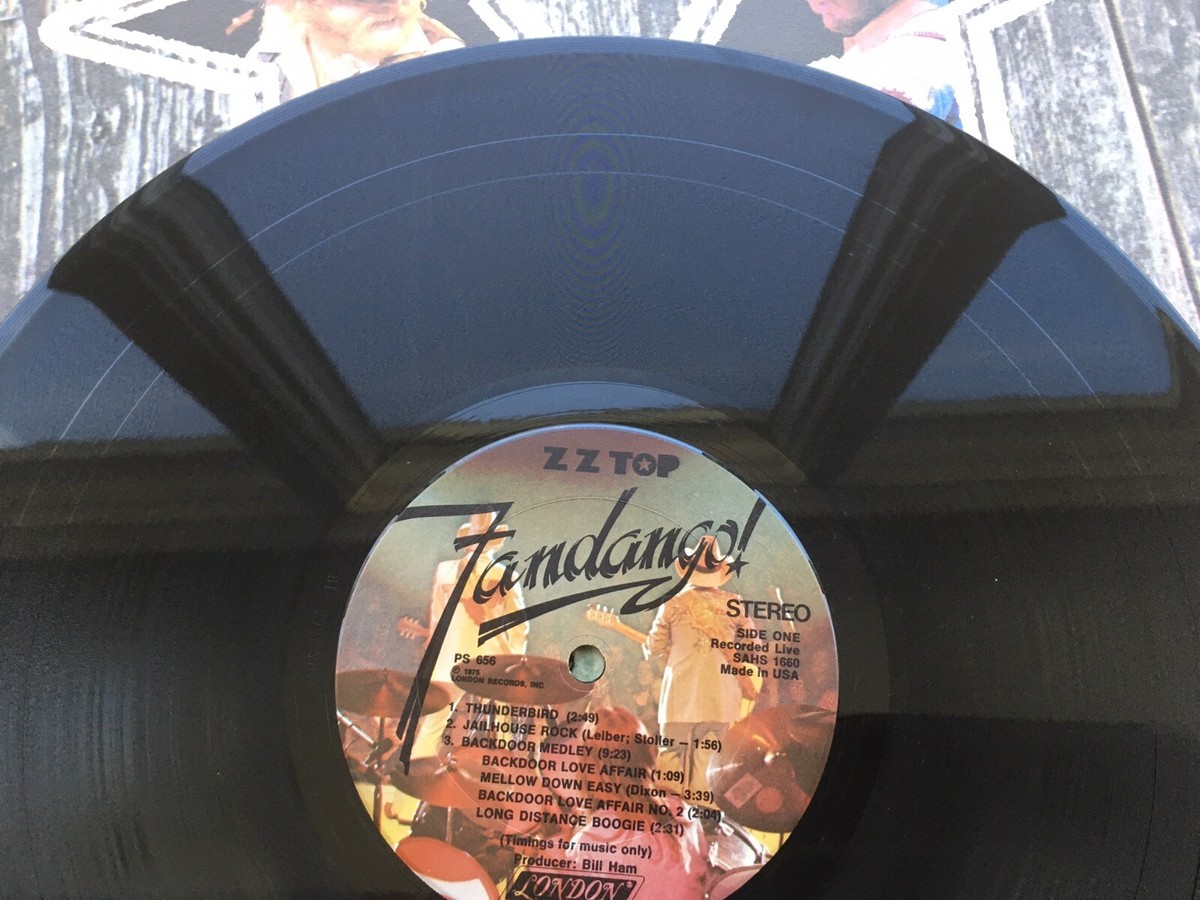 ZZ TOP
Fandango!
STEREO
SIDE ONE
Recorded Live
SAHS 1660
Made in USA
PS 656
℗ 1975
LONDON RECORDS, INC.
1. THUNDERBIRD (2:49)
2. JAILHOUSE ROCK (Leiber; Stoller – 1:56)
3. BACKDOOR MEDLEY (9:23)
BACKDOOR LOVE AFFAIR (1:09)
MELLOW DOWN EASY (Dixon – 3:39)
BACKDOOR LOVE AFFAIR NO. 2 (2:04)
LONG DISTANCE BOOGIE (2:31)
(Timings for music only)
Producer: Bill Ham
LONDON®